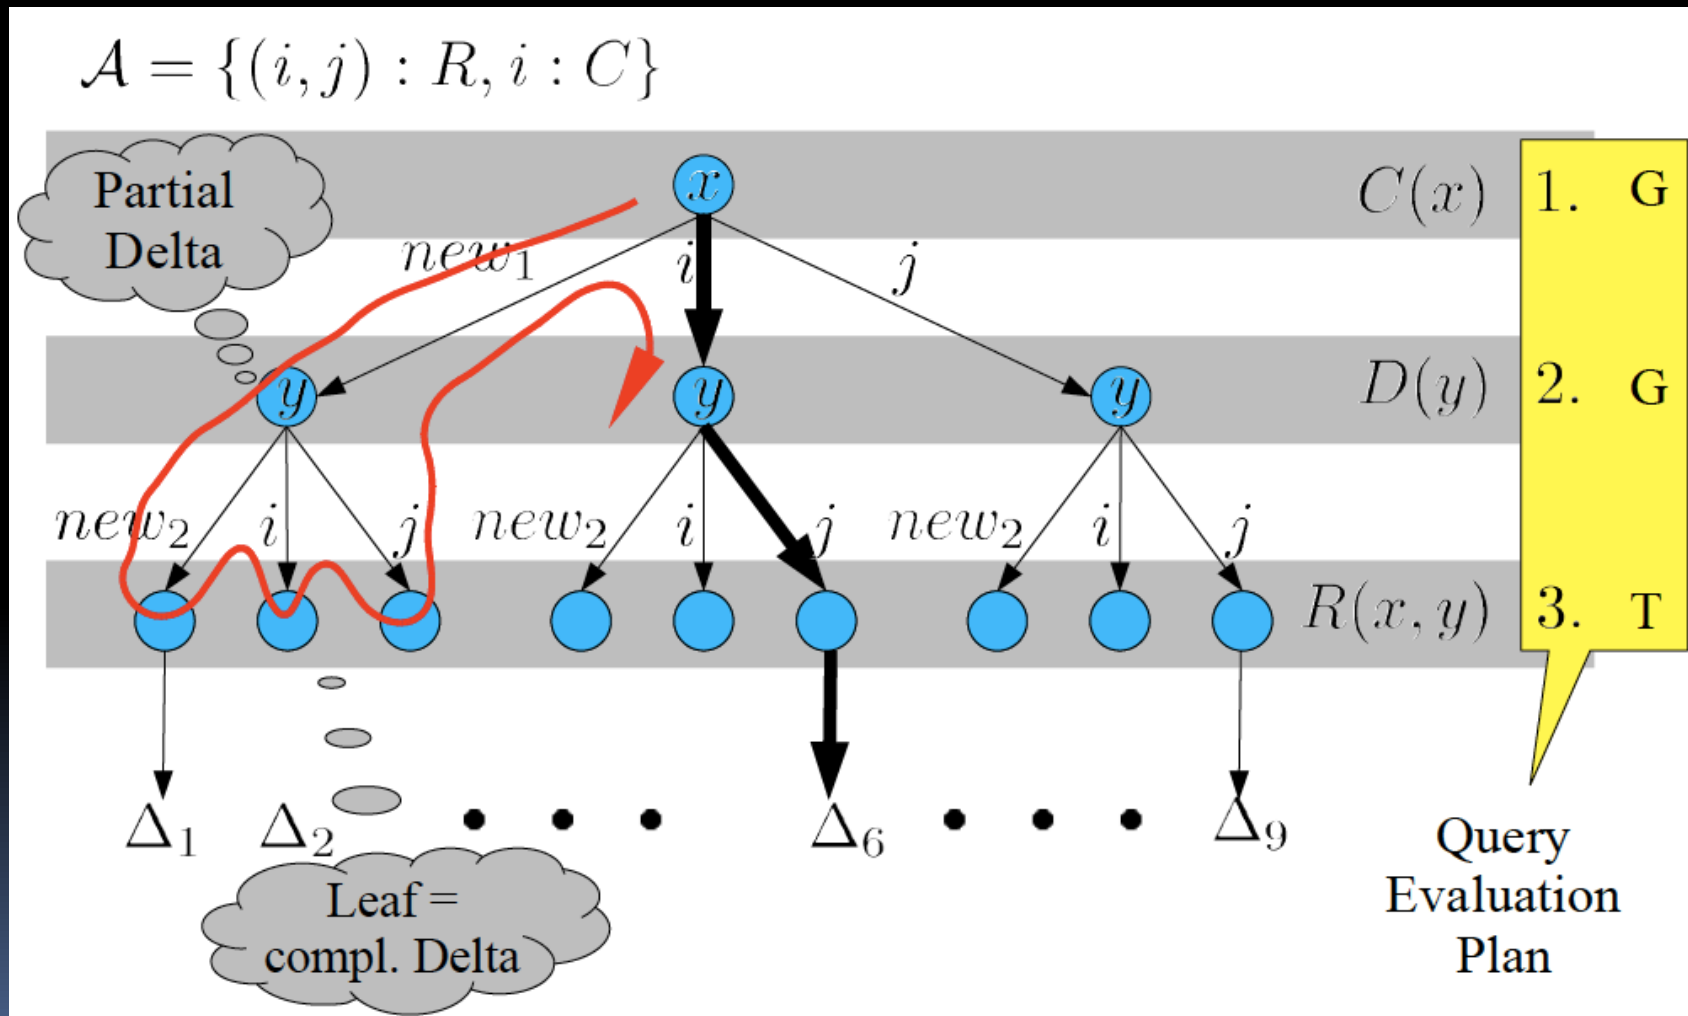 𝒜 = {(i, j) : R, i : C}
Partial
Delta
x
C(x)
1. G
new₁
i
j
y
y
y
D(y)
2. G
new₂
i
j
new₂
i
j
new₂
i
j
R(x, y)
3. T
Δ₁
Δ₂
• • •
Δ₆
• • •
Δ₉
Leaf =
compl. Delta
Query
Evaluation
Plan